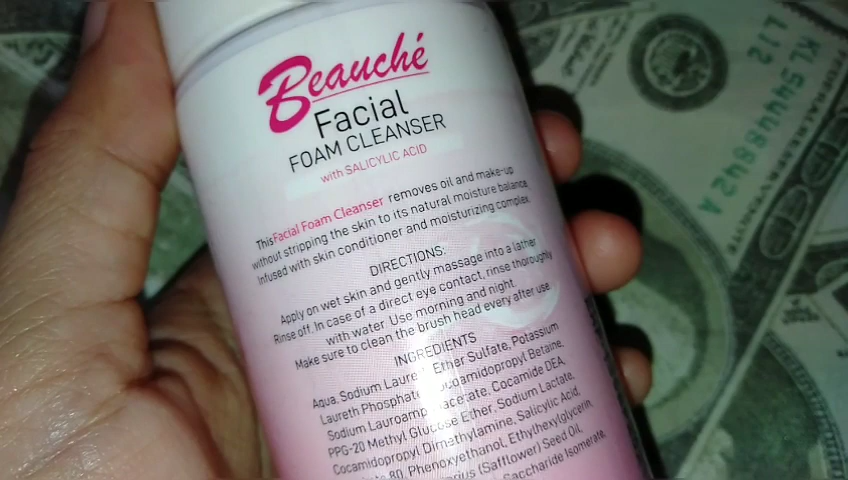 Beauché
Facial
FOAM CLEANSER
with SALICYLIC ACID
This Facial Foam Cleanser removes oil and make-up
without stripping the skin to its natural moisture balance.
Infused with skin conditioner and moisturizing complex.
DIRECTIONS:
Apply on wet skin and gently massage into a lather
Rinse off. In case of a direct eye contact, rinse thoroughly
with water. Use morning and night.
Make sure to clean the brush head every after use
INGREDIENTS
Aqua, Sodium Ether Sulfate, Potassium
Laureth Phosphate, Cocamidopropyl Betaine,
Sodium Cocamide DEA,
PPG-20 Methyl Glucose Ether, Sodium Lactate,
Cocamidopropyl Dimethylamine, Salicylic Acid,
80, Phenoxyethanol, Ethylhexylglycerin,
(Safflower) Seed Oil,
Saccharide Isomerate,
L12
KL54446842A